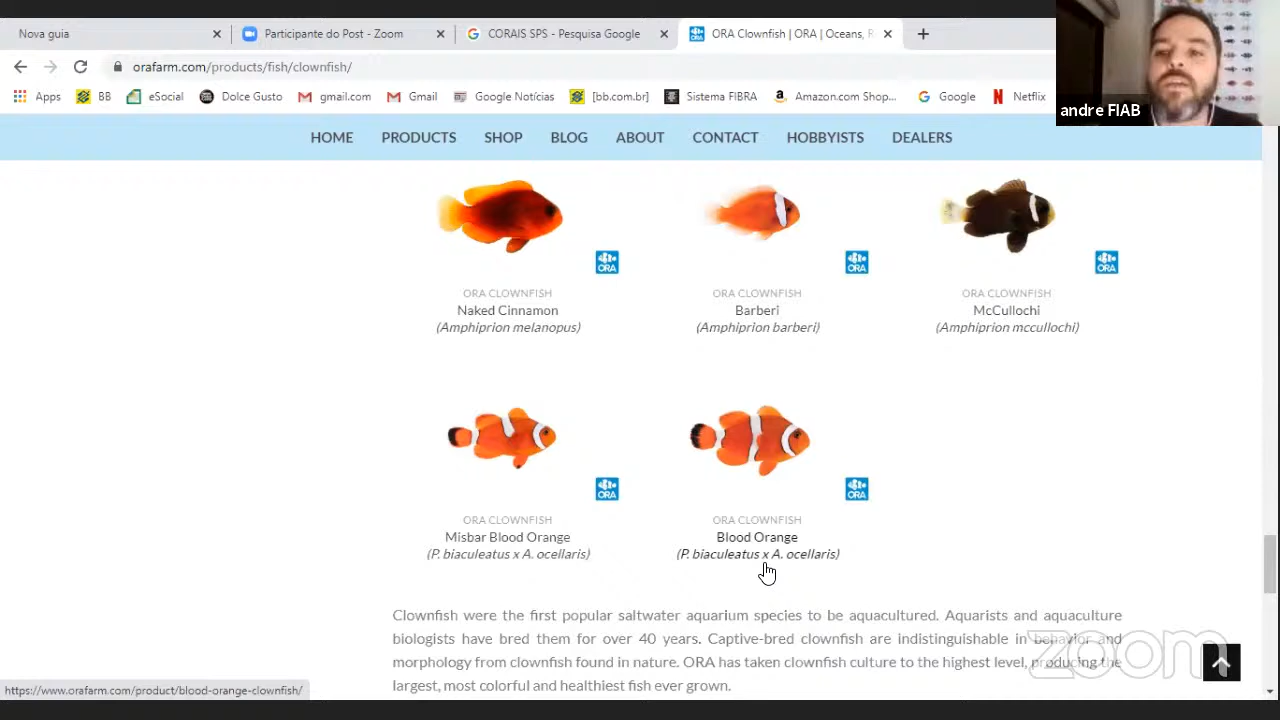 Nova guia
Participante do Post - Zoom
CORAIS SPS - Pesquisa Google
ORA Clownfish | ORA | Oceans, R
orafarm.com/products/fish/clownfish/
Apps
BB
eSocial
Dolce Gusto
gmail.com
Gmail
Google Notícias
[bb.com.br]
Sistema FIBRA
Amazon.com Shop...
Google
Netflix
andre FIAB
HOME PRODUCTS SHOP BLOG ABOUT CONTACT HOBBYISTS DEALERS
ORA
ORA
ORA
ORA CLOWNFISH
Naked Cinnamon
(Amphiprion melanopus)
ORA CLOWNFISH
Barberi
(Amphiprion barberi)
ORA CLOWNFISH
McCullochi
(Amphiprion mccullochi)
ORA
ORA
ORA CLOWNFISH
Misbar Blood Orange
(P. biaculeatus x A. ocellaris)
ORA CLOWNFISH
Blood Orange
(P. biaculeatus x A. ocellaris)
Clownfish were the first popular saltwater aquarium species to be aquacultured. Aquarists and aquaculture
biologists have bred them for over 40 years. Captive-bred clownfish are indistinguishable in behavior and
morphology from clownfish found in nature. ORA has taken clownfish culture to the highest level, producing the
largest, most colorful and healthiest fish ever grown.
zoom
https://www.orafarm.com/product/blood-orange-clownfish/